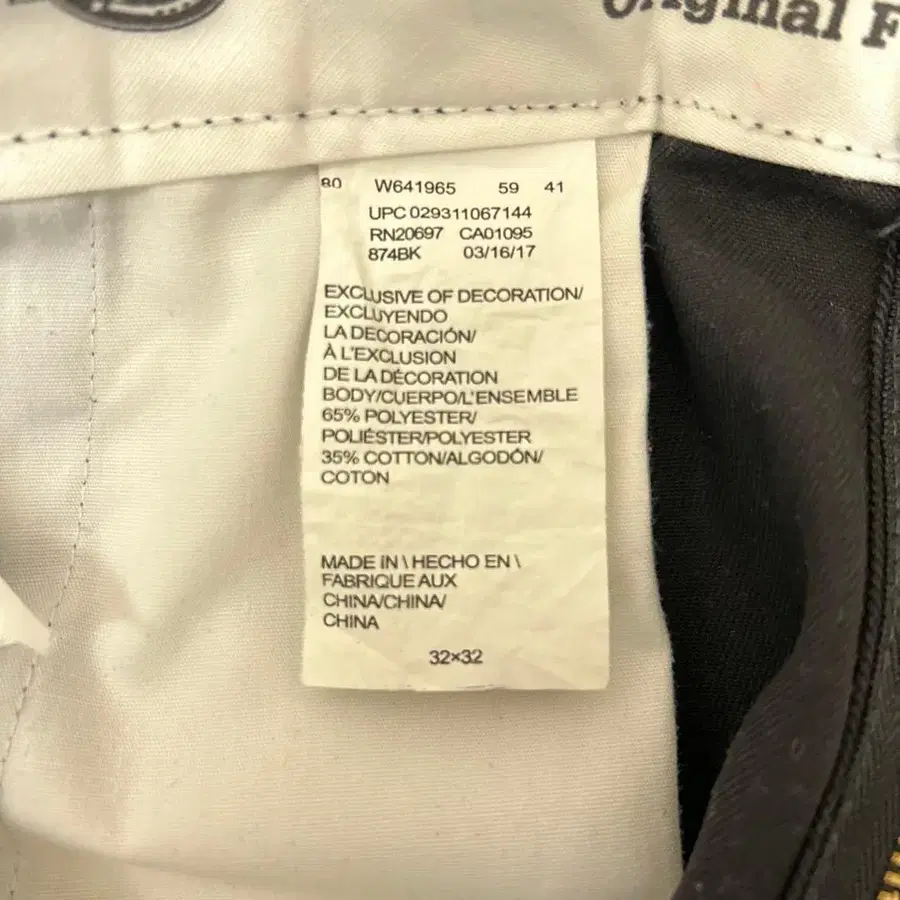 Original F
80 W641965 59 41
UPC 029311067144
RN20697 CA01095
874BK 03/16/17
EXCLUSIVE OF DECORATION/
EXCLUYENDO
LA DECORACIÓN/
À L'EXCLUSION
DE LA DÉCORATION
BODY/CUERPO/L'ENSEMBLE
65% POLYESTER/
POLIÉSTER/POLYESTER
35% COTTON/ALGODÓN/
COTON
MADE IN \ HECHO EN \
FABRIQUE AUX
CHINA/CHINA/
CHINA
32×32